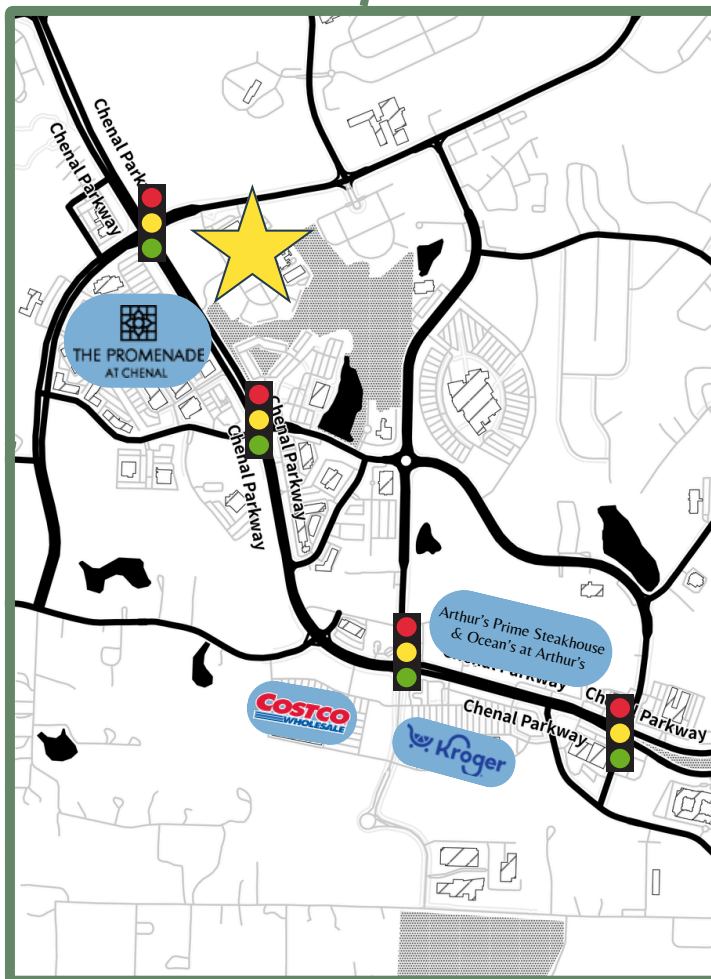 Chenal Park
Chenal Parkway
THE PROMENADE
AT CHENAL
Chenal Parkway
Chenal Parkway
Arthur's Prime Steakhouse
& Ocean's at Arthur's
Parkway
Chenal Parkway
Chenal Parkway
COSTCO
WHOLESALE
Kroger